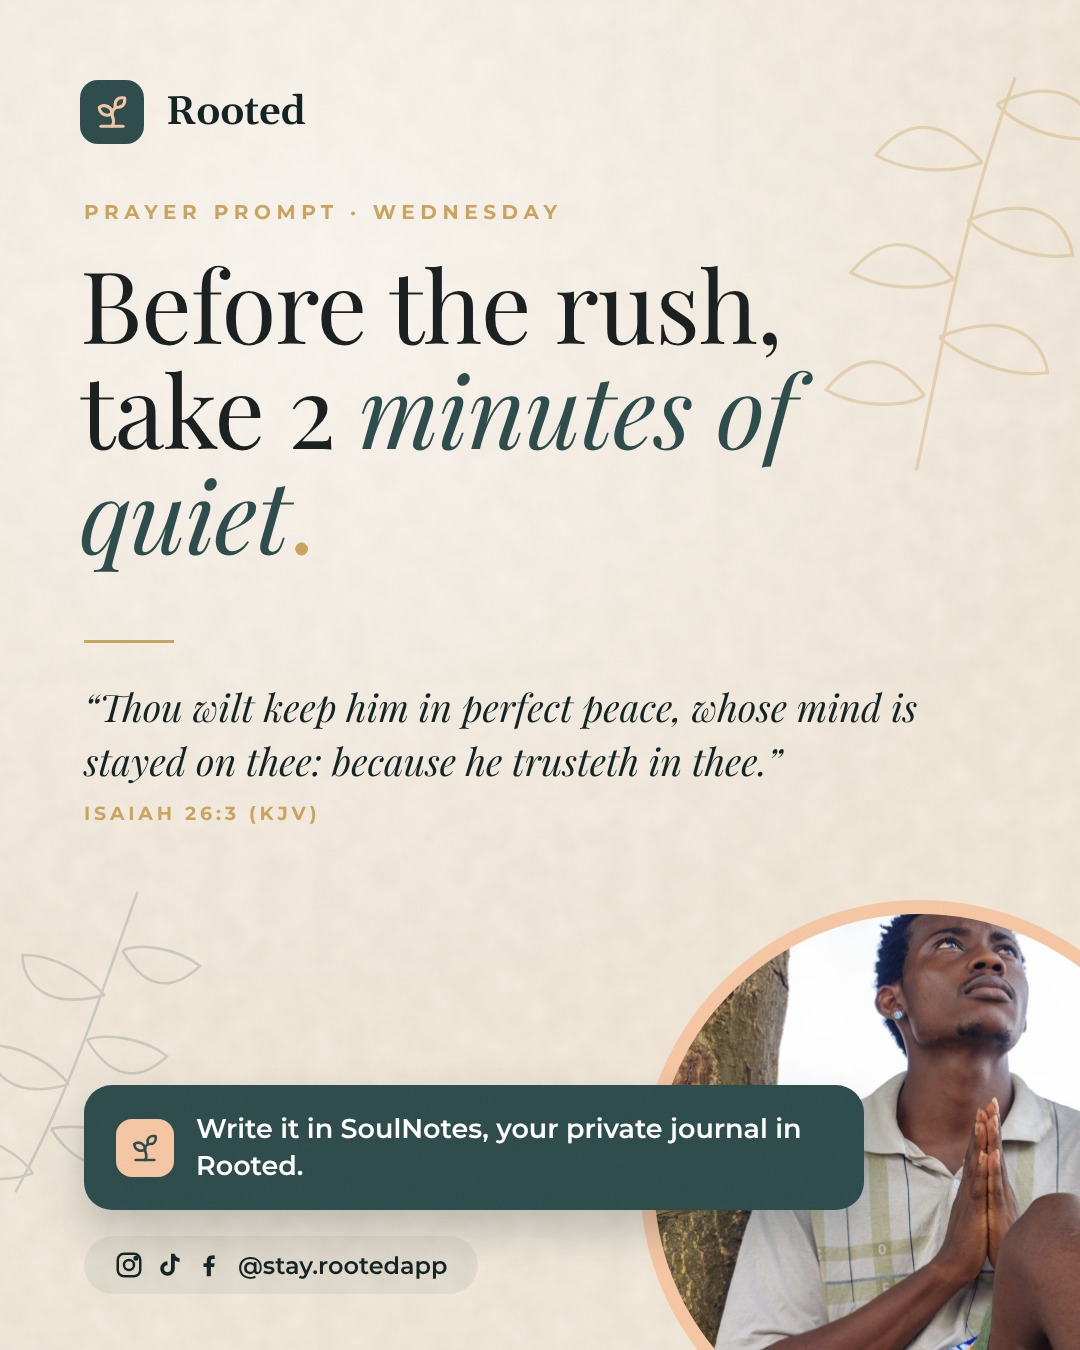 Rooted
PRAYER PROMPT · WEDNESDAY
Before the rush,
take 2 minutes of
quiet.
“Thou wilt keep him in perfect peace, whose mind is
stayed on thee: because he trusteth in thee.”
ISAIAH 26:3 (KJV)
Write it in SoulNotes, your private journal in
Rooted.
@stay.rootedapp